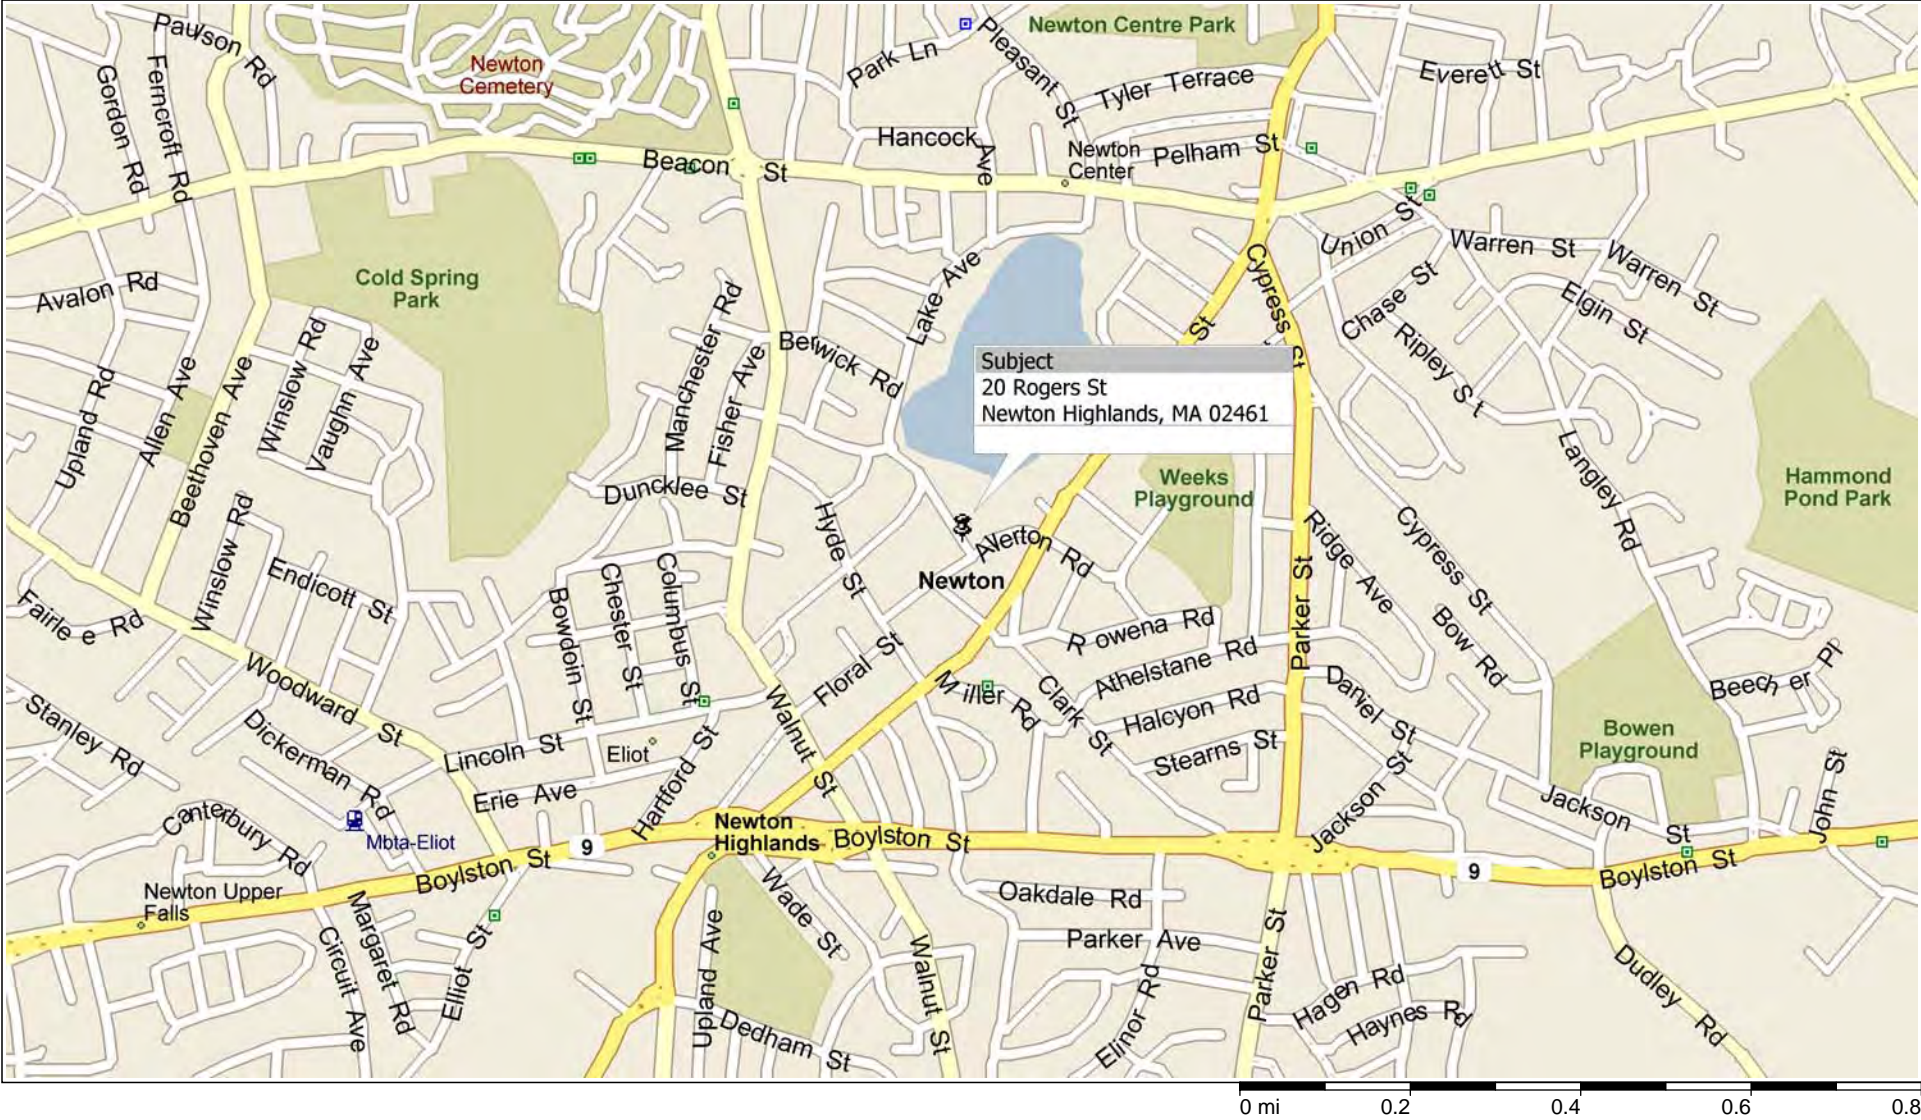 Paulson Rd
Gordon Rd
Ferncroft Rd
Newton
Cemetery
Park Ln
Pleasant St
Newton Centre Park
Tyler Terrace
Everett St
Hancock Ave
Newton
Center
Pelham St
Beacon St
Union St
Warren St
Warren St
Cold Spring
Park
Avalon Rd
Lake Ave
Cypress St
Chase St
Elgin St
Ripley St
Manchester Rd
Berwick Rd
St
Winslow Rd
Vaughn Ave
Fisher Ave
Upland Rd
Allen Ave
Beethoven Ave
Subject
20 Rogers St
Newton Highlands, MA 02461
Weeks
Playground
Langley Rd
Hammond
Pond Park
Duncklee St
Hyde St
Allerton Rd
Ridge Ave
Cypress St
Winslow Rd
Endicott St
Newton
Columbus St
Chester St
Bowdoin St
Parker St
Bow Rd
Fairlee Rd
Rowena Rd
Athelstane Rd
Floral St
Miller Rd
Clark St
Halcyon Rd
Daniel St
Beecher Pl
Woodward St
Walnut St
Stanley Rd
Dickerman Rd
Lincoln St
Eliot
Hartford St
Stearns St
Bowen
Playground
Erie Ave
Jackson St
Jackson St
John St
Canterbury Rd
Mbta-Eliot
Newton
Highlands
Boylston St
9
9
Boylston St
Boylston St
Newton Upper
Falls
Margaret Rd
Circuit Ave
Elliot St
Wade St
Oakdale Rd
Parker Ave
Parker St
Upland Ave
Walnut St
Dedham St
Elinor Rd
Hagen Rd
Haynes Rd
Dudley Rd
0 mi 0.2 0.4 0.6 0.8